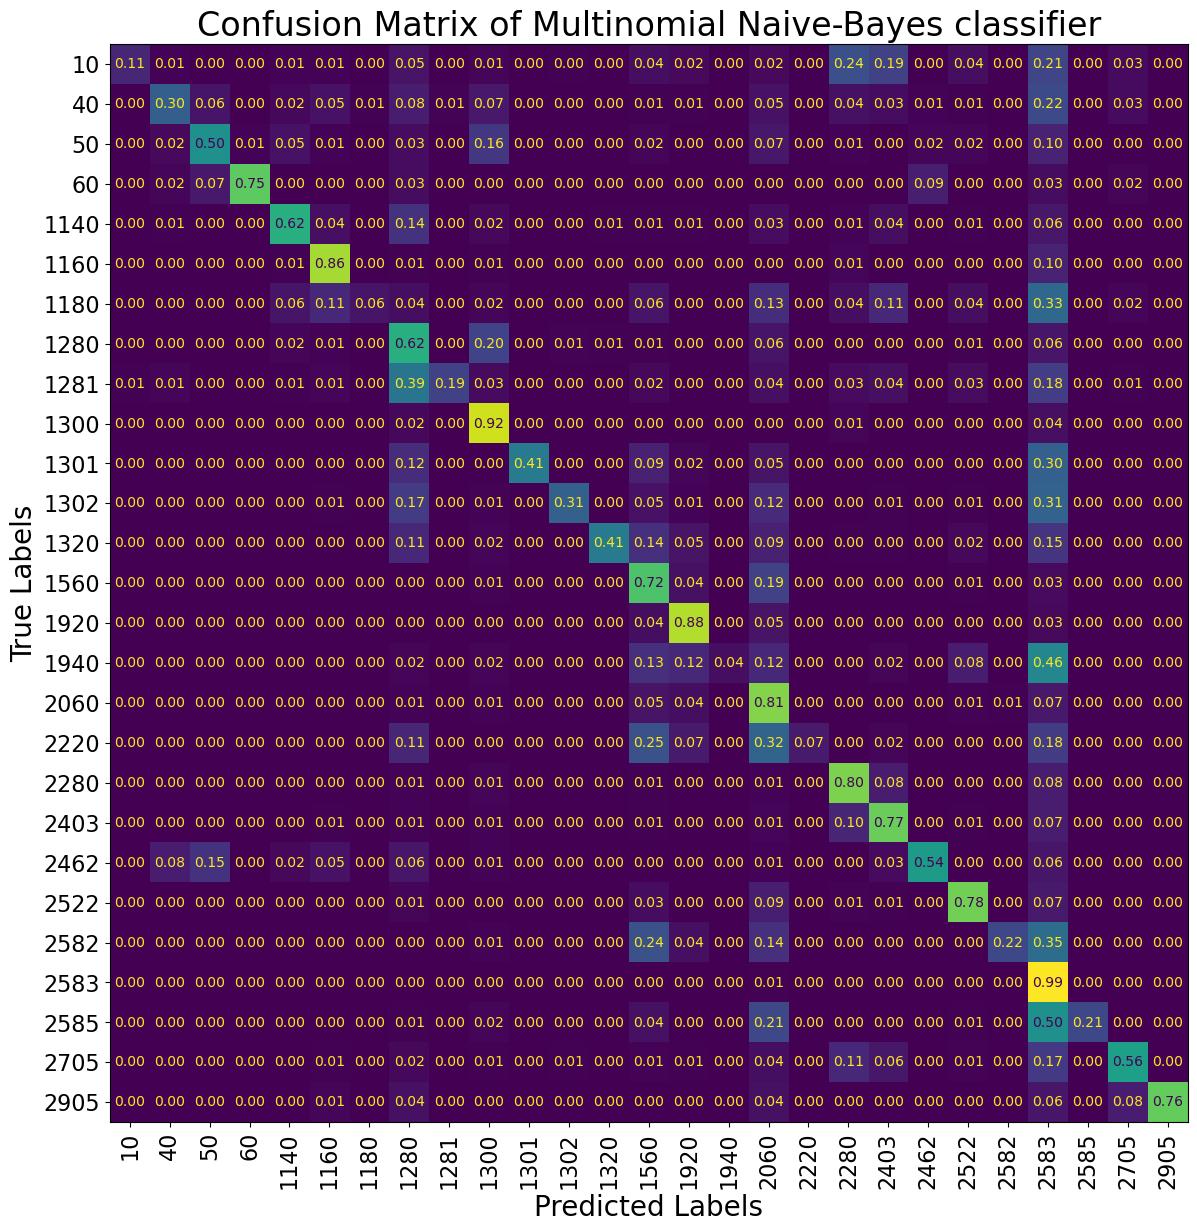 Confusion Matrix of Multinomial Naive-Bayes classifier
10 0.11 0.01 0.00 0.00 0.01 0.01 0.00 0.05 0.00 0.01 0.00 0.00 0.00 0.04 0.02 0.00 0.02 0.00 0.24 0.19 0.00 0.04 0.00 0.21 0.00 0.03 0.00
40 0.00 0.30 0.06 0.00 0.02 0.05 0.01 0.08 0.01 0.07 0.00 0.00 0.00 0.01 0.01 0.00 0.05 0.00 0.04 0.03 0.01 0.01 0.00 0.22 0.00 0.03 0.00
50 0.00 0.02 0.50 0.01 0.05 0.01 0.00 0.03 0.00 0.16 0.00 0.00 0.00 0.02 0.00 0.00 0.07 0.00 0.01 0.00 0.02 0.02 0.00 0.10 0.00 0.01 0.00
60 0.00 0.02 0.07 0.75 0.00 0.00 0.00 0.03 0.00 0.00 0.00 0.00 0.00 0.00 0.00 0.00 0.00 0.00 0.00 0.00 0.09 0.00 0.00 0.03 0.00 0.02 0.00
1140 0.00 0.01 0.00 0.00 0.62 0.04 0.00 0.14 0.00 0.02 0.00 0.00 0.01 0.01 0.01 0.00 0.03 0.00 0.01 0.04 0.00 0.01 0.00 0.06 0.00 0.01 0.00
1160 0.00 0.00 0.00 0.00 0.01 0.86 0.00 0.01 0.00 0.01 0.00 0.00 0.00 0.00 0.00 0.00 0.00 0.00 0.01 0.00 0.00 0.00 0.00 0.10 0.00 0.00 0.00
1180 0.00 0.00 0.00 0.00 0.06 0.11 0.06 0.04 0.00 0.02 0.00 0.00 0.00 0.06 0.00 0.00 0.13 0.00 0.04 0.11 0.00 0.04 0.00 0.33 0.00 0.02 0.00
1280 0.00 0.00 0.00 0.00 0.02 0.01 0.00 0.62 0.00 0.20 0.00 0.01 0.01 0.01 0.00 0.00 0.06 0.00 0.00 0.00 0.00 0.01 0.00 0.06 0.00 0.00 0.00
1281 0.01 0.01 0.00 0.00 0.01 0.01 0.00 0.39 0.19 0.03 0.00 0.00 0.00 0.02 0.00 0.00 0.04 0.00 0.03 0.04 0.00 0.03 0.00 0.18 0.00 0.01 0.00
1300 0.00 0.00 0.00 0.00 0.00 0.00 0.00 0.02 0.00 0.92 0.00 0.00 0.00 0.00 0.00 0.00 0.00 0.00 0.01 0.00 0.00 0.00 0.00 0.04 0.00 0.00 0.00
1301 0.00 0.00 0.00 0.00 0.00 0.00 0.00 0.12 0.00 0.00 0.41 0.00 0.00 0.09 0.02 0.00 0.05 0.00 0.00 0.00 0.00 0.00 0.00 0.30 0.00 0.00 0.00
1302 0.00 0.00 0.00 0.00 0.00 0.01 0.00 0.17 0.00 0.01 0.00 0.31 0.00 0.05 0.01 0.00 0.12 0.00 0.00 0.01 0.00 0.01 0.00 0.31 0.00 0.00 0.00
1320 0.00 0.00 0.00 0.00 0.00 0.00 0.00 0.11 0.00 0.02 0.00 0.00 0.41 0.14 0.05 0.00 0.09 0.00 0.00 0.00 0.00 0.02 0.00 0.15 0.00 0.00 0.00
1560 0.00 0.00 0.00 0.00 0.00 0.00 0.00 0.00 0.00 0.01 0.00 0.00 0.00 0.72 0.04 0.00 0.19 0.00 0.00 0.00 0.00 0.01 0.00 0.03 0.00 0.00 0.00
1920 0.00 0.00 0.00 0.00 0.00 0.00 0.00 0.00 0.00 0.00 0.00 0.00 0.00 0.04 0.88 0.00 0.05 0.00 0.00 0.00 0.00 0.00 0.00 0.03 0.00 0.00 0.00
1940 0.00 0.00 0.00 0.00 0.00 0.00 0.00 0.02 0.00 0.02 0.00 0.00 0.00 0.13 0.12 0.04 0.12 0.00 0.00 0.02 0.00 0.08 0.00 0.46 0.00 0.00 0.00
2060 0.00 0.00 0.00 0.00 0.00 0.00 0.00 0.01 0.00 0.01 0.00 0.00 0.00 0.05 0.04 0.00 0.81 0.00 0.00 0.00 0.00 0.01 0.01 0.07 0.00 0.00 0.00
2220 0.00 0.00 0.00 0.00 0.00 0.00 0.00 0.11 0.00 0.00 0.00 0.00 0.00 0.25 0.07 0.00 0.32 0.07 0.00 0.02 0.00 0.00 0.00 0.18 0.00 0.00 0.00
2280 0.00 0.00 0.00 0.00 0.00 0.00 0.00 0.01 0.00 0.01 0.00 0.00 0.00 0.01 0.00 0.00 0.01 0.00 0.80 0.08 0.00 0.00 0.00 0.08 0.00 0.00 0.00
2403 0.00 0.00 0.00 0.00 0.00 0.01 0.00 0.01 0.00 0.01 0.00 0.00 0.00 0.01 0.00 0.00 0.01 0.00 0.10 0.77 0.00 0.01 0.00 0.07 0.00 0.01 0.00
2462 0.00 0.08 0.15 0.00 0.02 0.05 0.00 0.06 0.00 0.01 0.00 0.00 0.00 0.00 0.00 0.00 0.01 0.00 0.00 0.03 0.54 0.00 0.00 0.06 0.00 0.00 0.00
2522 0.00 0.00 0.00 0.00 0.00 0.00 0.00 0.01 0.00 0.00 0.00 0.00 0.00 0.03 0.00 0.00 0.09 0.00 0.01 0.01 0.00 0.78 0.00 0.07 0.00 0.00 0.00
2582 0.00 0.00 0.00 0.00 0.00 0.00 0.00 0.00 0.00 0.01 0.00 0.00 0.00 0.24 0.04 0.00 0.14 0.00 0.00 0.00 0.00 0.00 0.22 0.35 0.00 0.00 0.00
2583 0.00 0.00 0.00 0.00 0.00 0.00 0.00 0.00 0.00 0.00 0.00 0.00 0.00 0.00 0.00 0.00 0.01 0.00 0.00 0.00 0.00 0.00 0.00 0.99 0.00 0.00 0.00
2585 0.00 0.00 0.00 0.00 0.00 0.00 0.00 0.01 0.00 0.02 0.00 0.00 0.00 0.04 0.00 0.00 0.21 0.00 0.00 0.00 0.00 0.01 0.00 0.50 0.21 0.00 0.00
2705 0.00 0.00 0.00 0.00 0.00 0.01 0.00 0.02 0.00 0.01 0.00 0.01 0.00 0.01 0.01 0.00 0.04 0.00 0.11 0.06 0.00 0.01 0.00 0.17 0.00 0.56 0.00
2905 0.00 0.00 0.00 0.00 0.00 0.01 0.00 0.04 0.00 0.00 0.00 0.00 0.00 0.00 0.00 0.00 0.04 0.00 0.00 0.00 0.00 0.00 0.00 0.06 0.00 0.08 0.76
True Labels
10 40 50 60 1140 1160 1180 1280 1281 1300 1301 1302 1320 1560 1920 1940 2060 2220 2280 2403 2462 2522 2582 2583 2585 2705 2905
Predicted Labels